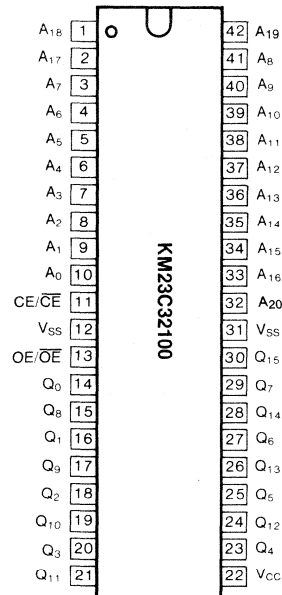 A18 1 42 A19
A17 2 41 A8
A7 3 40 A9
A6 4 39 A10
A5 5 38 A11
A4 6 37 A12
A3 7 36 A13
A2 8 35 A14
A1 9 34 A15
A0 10 33 A16
CE/CE 11 32 A20
VSS 12 31 VSS
OE/OE 13 30 Q15
Q0 14 29 Q7
Q8 15 28 Q14
Q1 16 27 Q6
Q9 17 26 Q13
Q2 18 25 Q5
Q10 19 24 Q12
Q3 20 23 Q4
Q11 21 22 VCC
KM23C32100